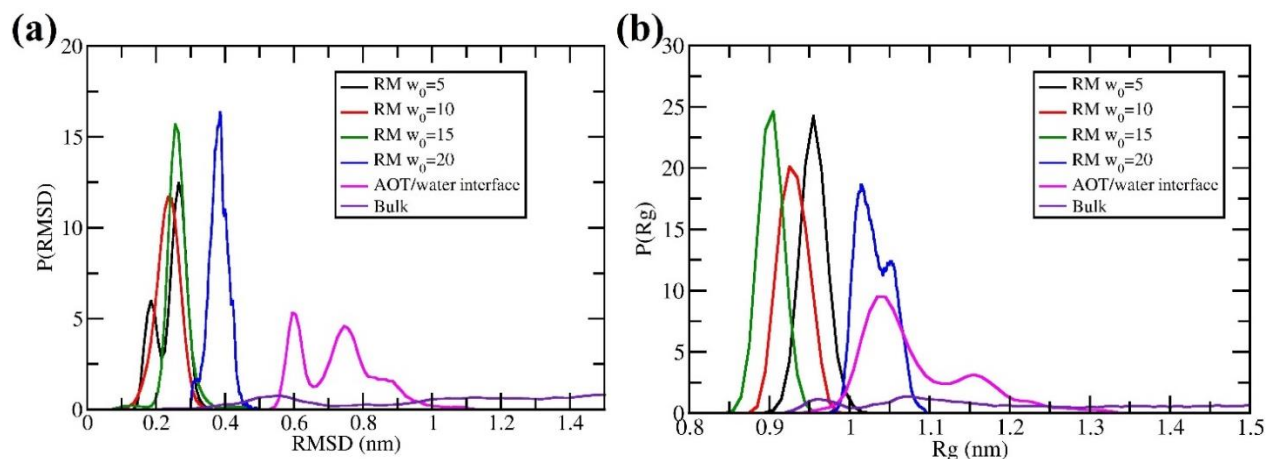 (a)
20
15
10
5
0
P(RMSD)
0 0.2 0.4 0.6 0.8 1 1.2 1.4
RMSD (nm)
RM w₀=5
RM w₀=10
RM w₀=15
RM w₀=20
AOT/water interface
Bulk
(b)
30
25
20
15
10
5
0
P(Rg)
0.8 0.9 1 1.1 1.2 1.3 1.4 1.5
Rg (nm)
RM w₀=5
RM w₀=10
RM w₀=15
RM w₀=20
AOT/water interface
Bulk